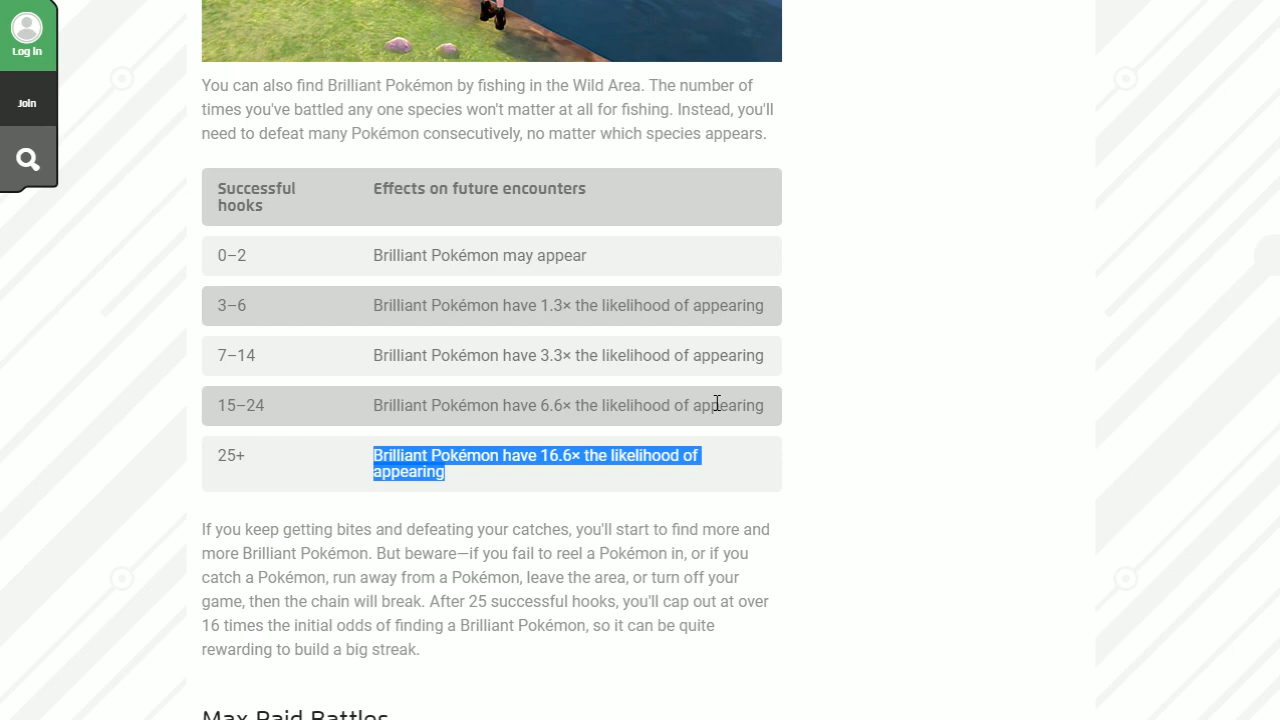 Log in
Join
You can also find Brilliant Pokémon by fishing in the Wild Area. The number of
times you've battled any one species won't matter at all for fishing. Instead, you'll
need to defeat many Pokémon consecutively, no matter which species appears.
Successful
hooks
Effects on future encounters
0–2
Brilliant Pokémon may appear
3–6
Brilliant Pokémon have 1.3× the likelihood of appearing
7–14
Brilliant Pokémon have 3.3× the likelihood of appearing
15–24
Brilliant Pokémon have 6.6× the likelihood of appearing
25+
Brilliant Pokémon have 16.6× the likelihood of
appearing
If you keep getting bites and defeating your catches, you'll start to find more and
more Brilliant Pokémon. But beware—if you fail to reel a Pokémon in, or if you
catch a Pokémon, run away from a Pokémon, leave the area, or turn off your
game, then the chain will break. After 25 successful hooks, you'll cap out at over
16 times the initial odds of finding a Brilliant Pokémon, so it can be quite
rewarding to build a big streak.
Max Raid Battles